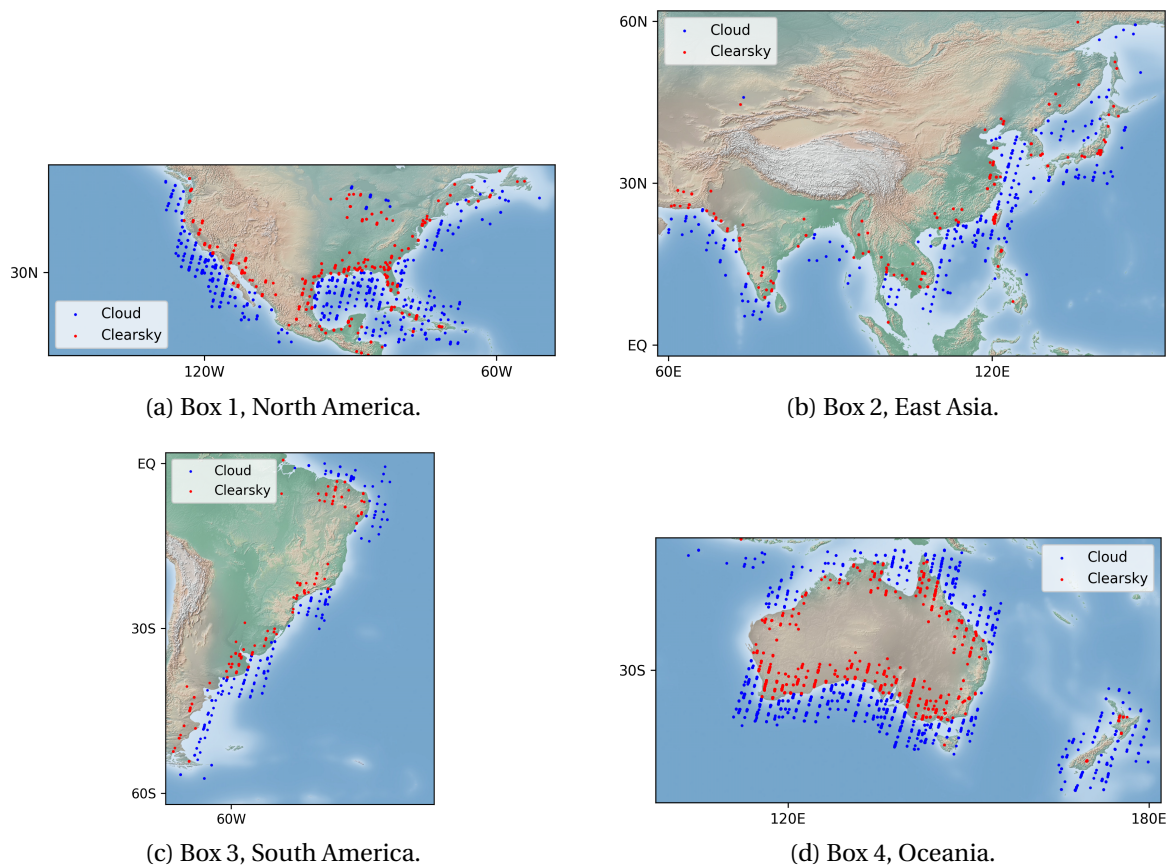 Cloud
Clearsky
30N
120W
60W
(a) Box 1, North America.
60N
Cloud
Clearsky
30N
EQ
60E
120E
(b) Box 2, East Asia.
EQ
Cloud
Clearsky
30S
60S
60W
(c) Box 3, South America.
Cloud
Clearsky
30S
120E
180E
(d) Box 4, Oceania.